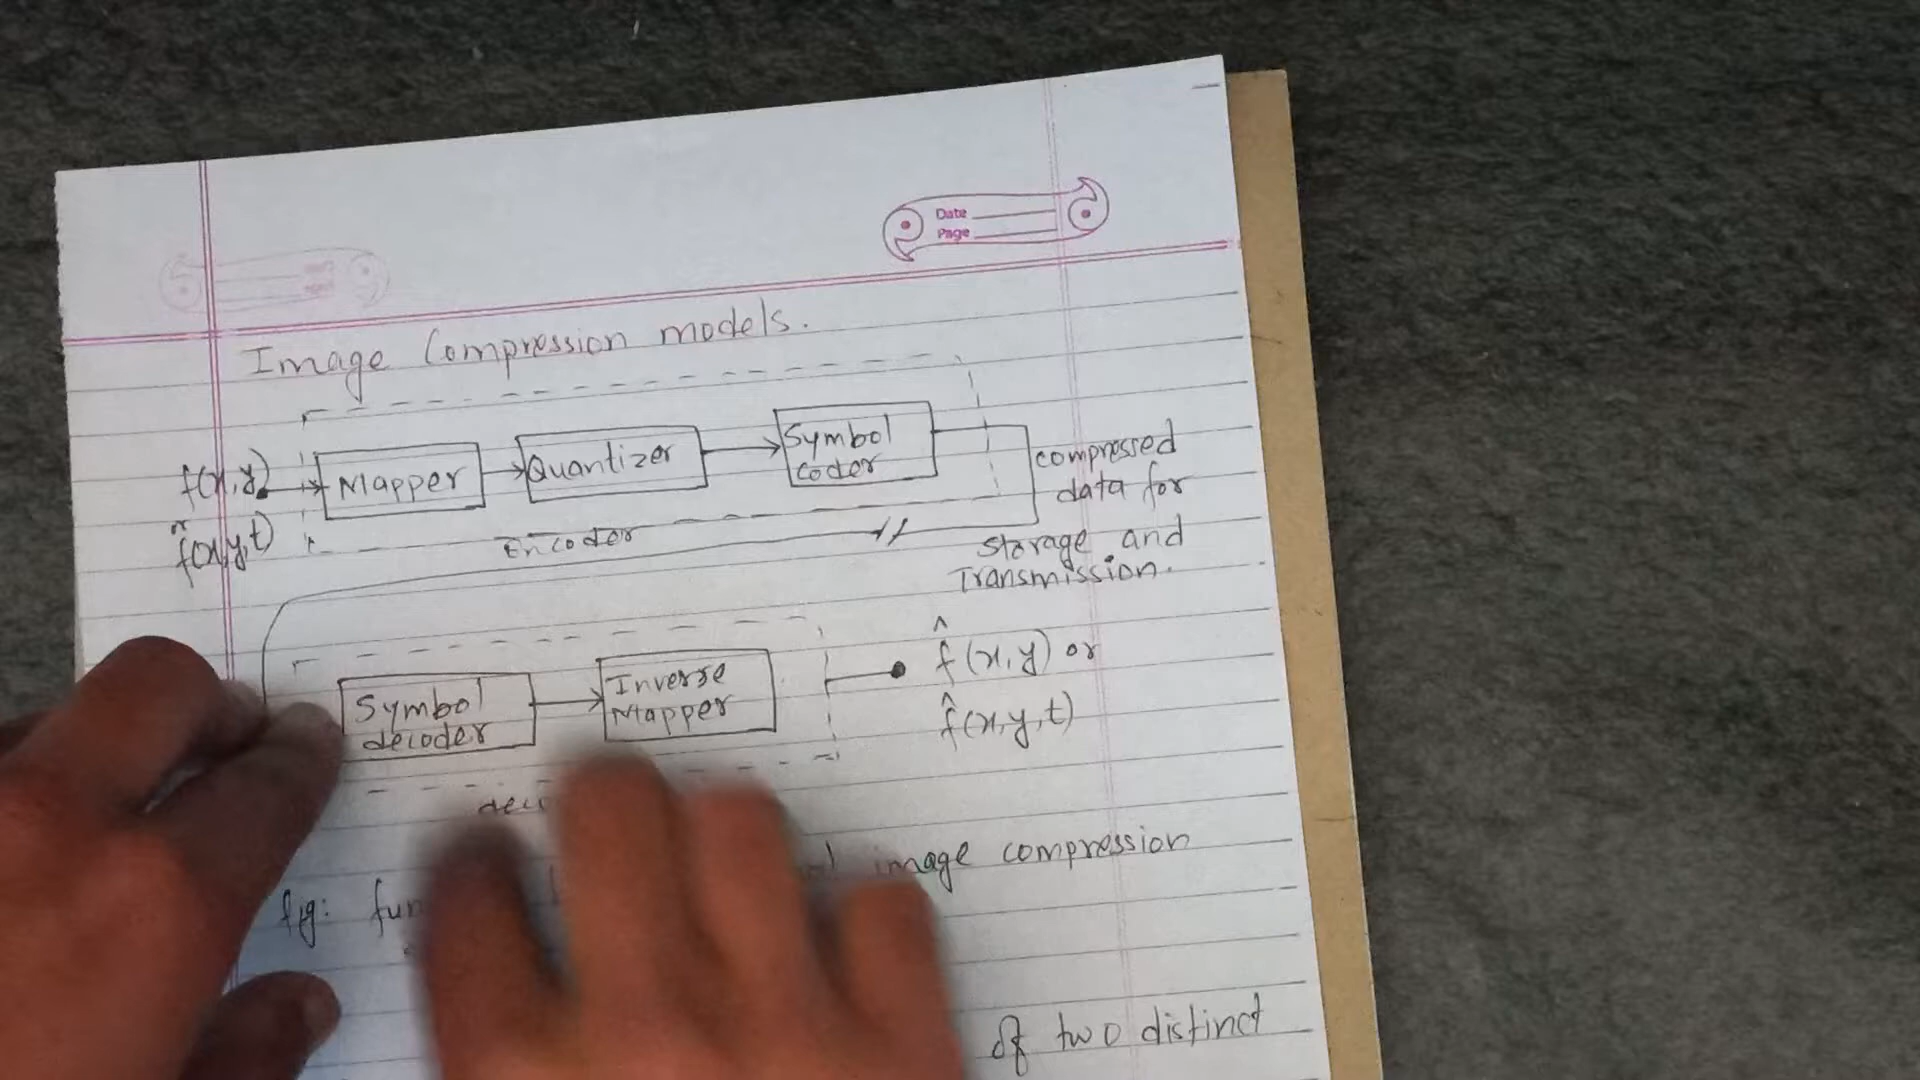 Date
Page
Image Compression models.
f(x,y)
f(x,y,t)
Mapper
Quantizer
Symbol
coder
Encoder
compressed
data for
storage and
Transmission.
Symbol
decoder
Inverse
Mapper
f̂(x,y) or
f̂(x,y,t)
fig: image compression
of two distinct